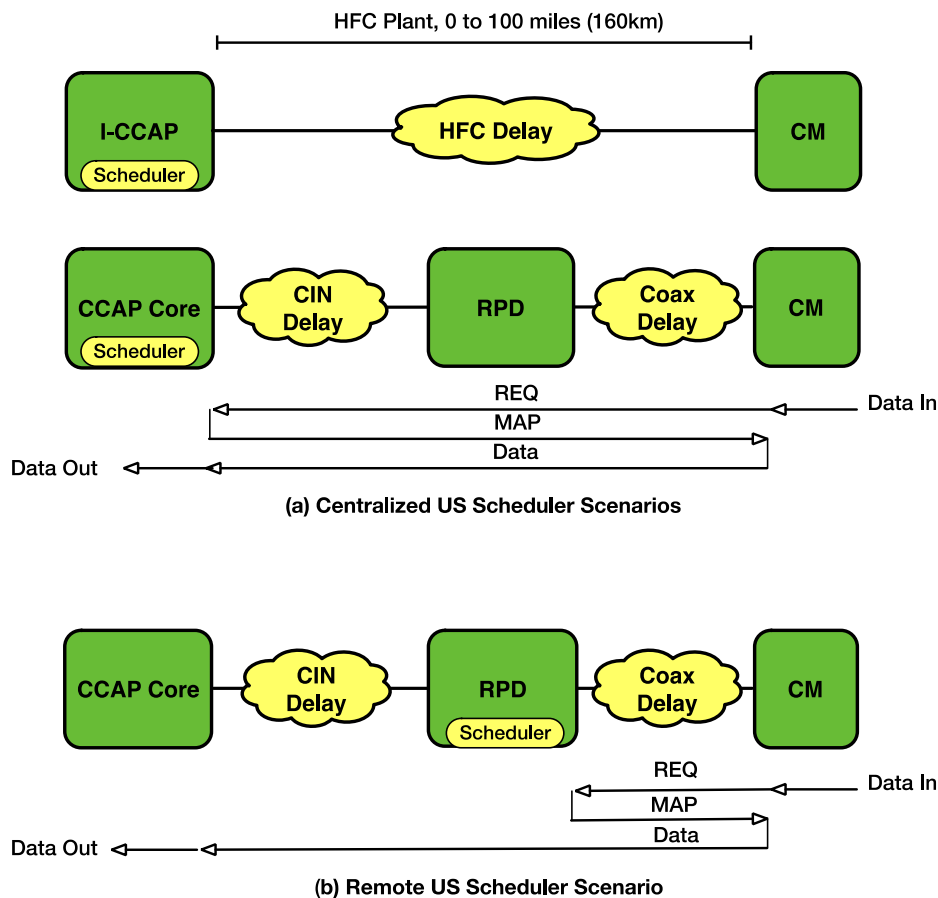 HFC Plant, 0 to 100 miles (160km)
I-CCAP
Scheduler
HFC Delay
CM
CCAP Core
Scheduler
CIN
Delay
RPD
Coax
Delay
CM
REQ
Data In
MAP
Data
Data Out
(a) Centralized US Scheduler Scenarios
CCAP Core
CIN
Delay
RPD
Scheduler
Coax
Delay
CM
REQ
Data In
MAP
Data
Data Out
(b) Remote US Scheduler Scenario